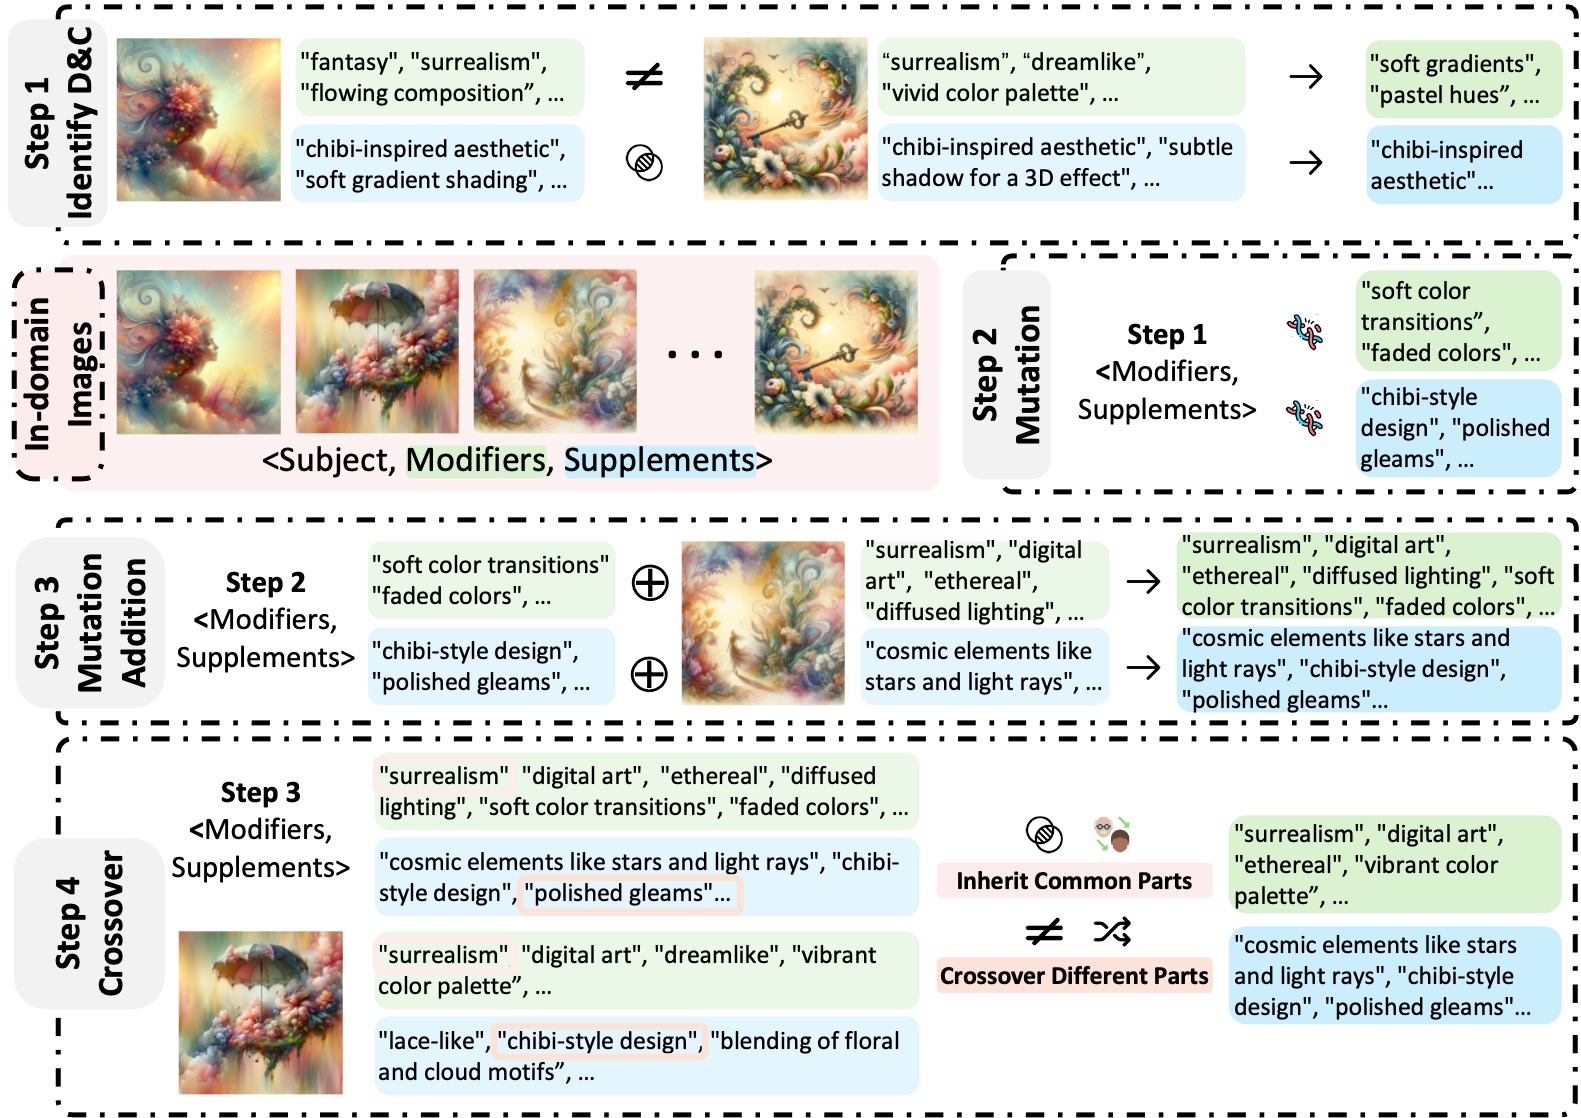 Step 1
Identify D&C
"fantasy", "surrealism",
"flowing composition”, ...
"chibi-inspired aesthetic",
"soft gradient shading", ...
≠
“surrealism”, “dreamlike”,
"vivid color palette", ...
"chibi-inspired aesthetic", "subtle
shadow for a 3D effect", ...
→
→
"soft gradients",
"pastel hues”, ...
"chibi-inspired
aesthetic"...
In-domain
Images
...
<Subject, Modifiers, Supplements>
Step 2
Mutation
Step 1
<Modifiers,
Supplements>
"soft color
transitions”,
"faded colors", ...
"chibi-style
design", "polished
gleams", ...
Step 3
Mutation
Addition
Step 2
<Modifiers,
Supplements>
"soft color transitions"
"faded colors", ...
"chibi-style design",
"polished gleams", ...
⊕
⊕
"surrealism", "digital
art", "ethereal",
"diffused lighting", ...
"cosmic elements like
stars and light rays", ...
→
→
"surrealism", "digital art",
"ethereal", "diffused lighting", "soft
color transitions", "faded colors", ...
"cosmic elements like stars and
light rays", "chibi-style design",
"polished gleams"...
Step 4
Crossover
Step 3
<Modifiers,
Supplements>
"surrealism" "digital art", "ethereal", "diffused
lighting", "soft color transitions", "faded colors", ...
"cosmic elements like stars and light rays", "chibi-
style design", "polished gleams"...
"surrealism" "digital art", "dreamlike", "vibrant
color palette”, ...
"lace-like", "chibi-style design", "blending of floral
and cloud motifs”, ...
Inherit Common Parts
≠
Crossover Different Parts
"surrealism", "digital art",
"ethereal", "vibrant color
palette”, ...
"cosmic elements like stars
and light rays", "chibi-style
design", "polished gleams"...